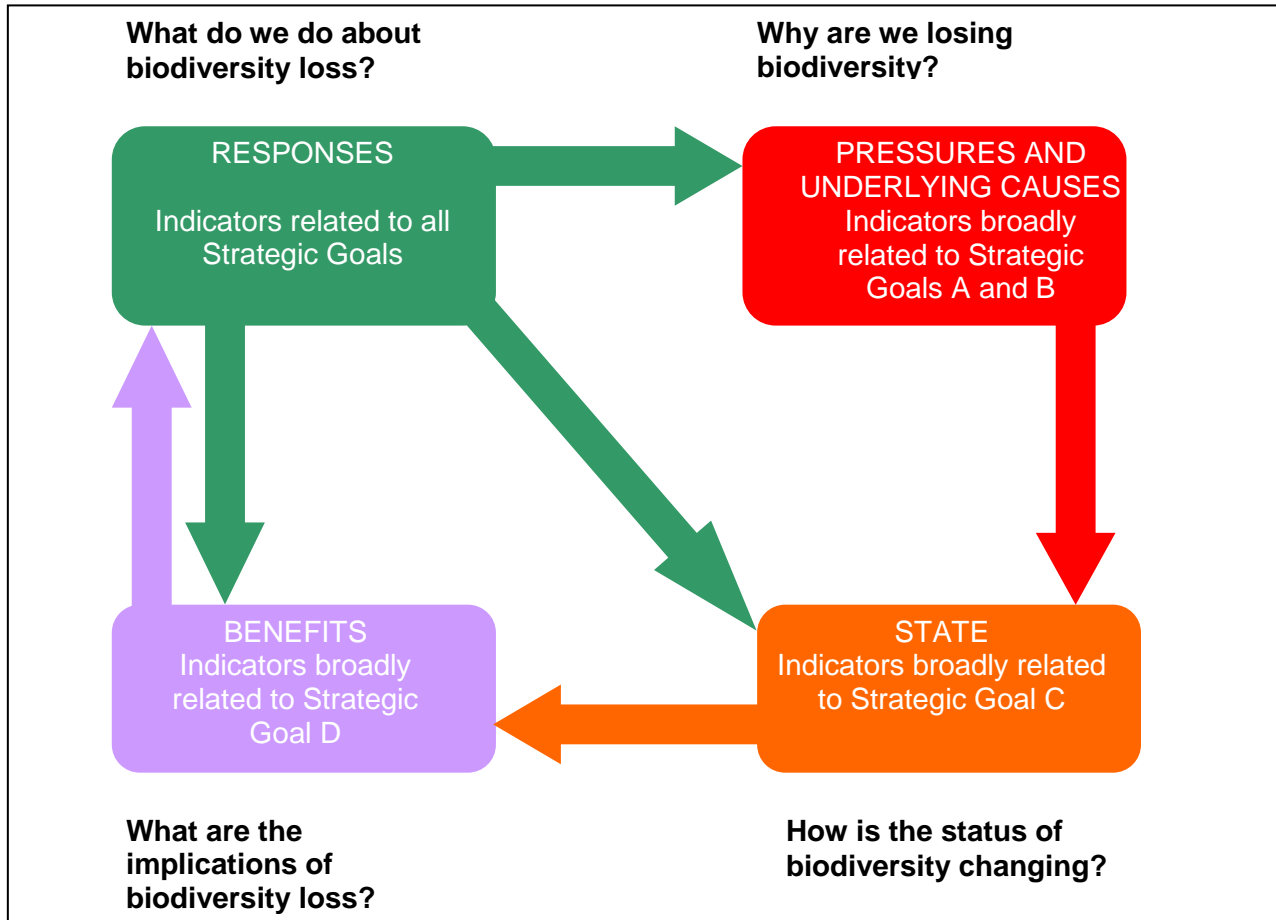 What do we do about
biodiversity loss?
Why are we losing
biodiversity?
RESPONSES
Indicators related to all
Strategic Goals
PRESSURES AND
UNDERLYING CAUSES
Indicators broadly
related to Strategic
Goals A and B
BENEFITS
Indicators broadly
related to Strategic
Goal D
STATE
Indicators broadly related
to Strategic Goal C
What are the
implications of
biodiversity loss?
How is the status of
biodiversity changing?